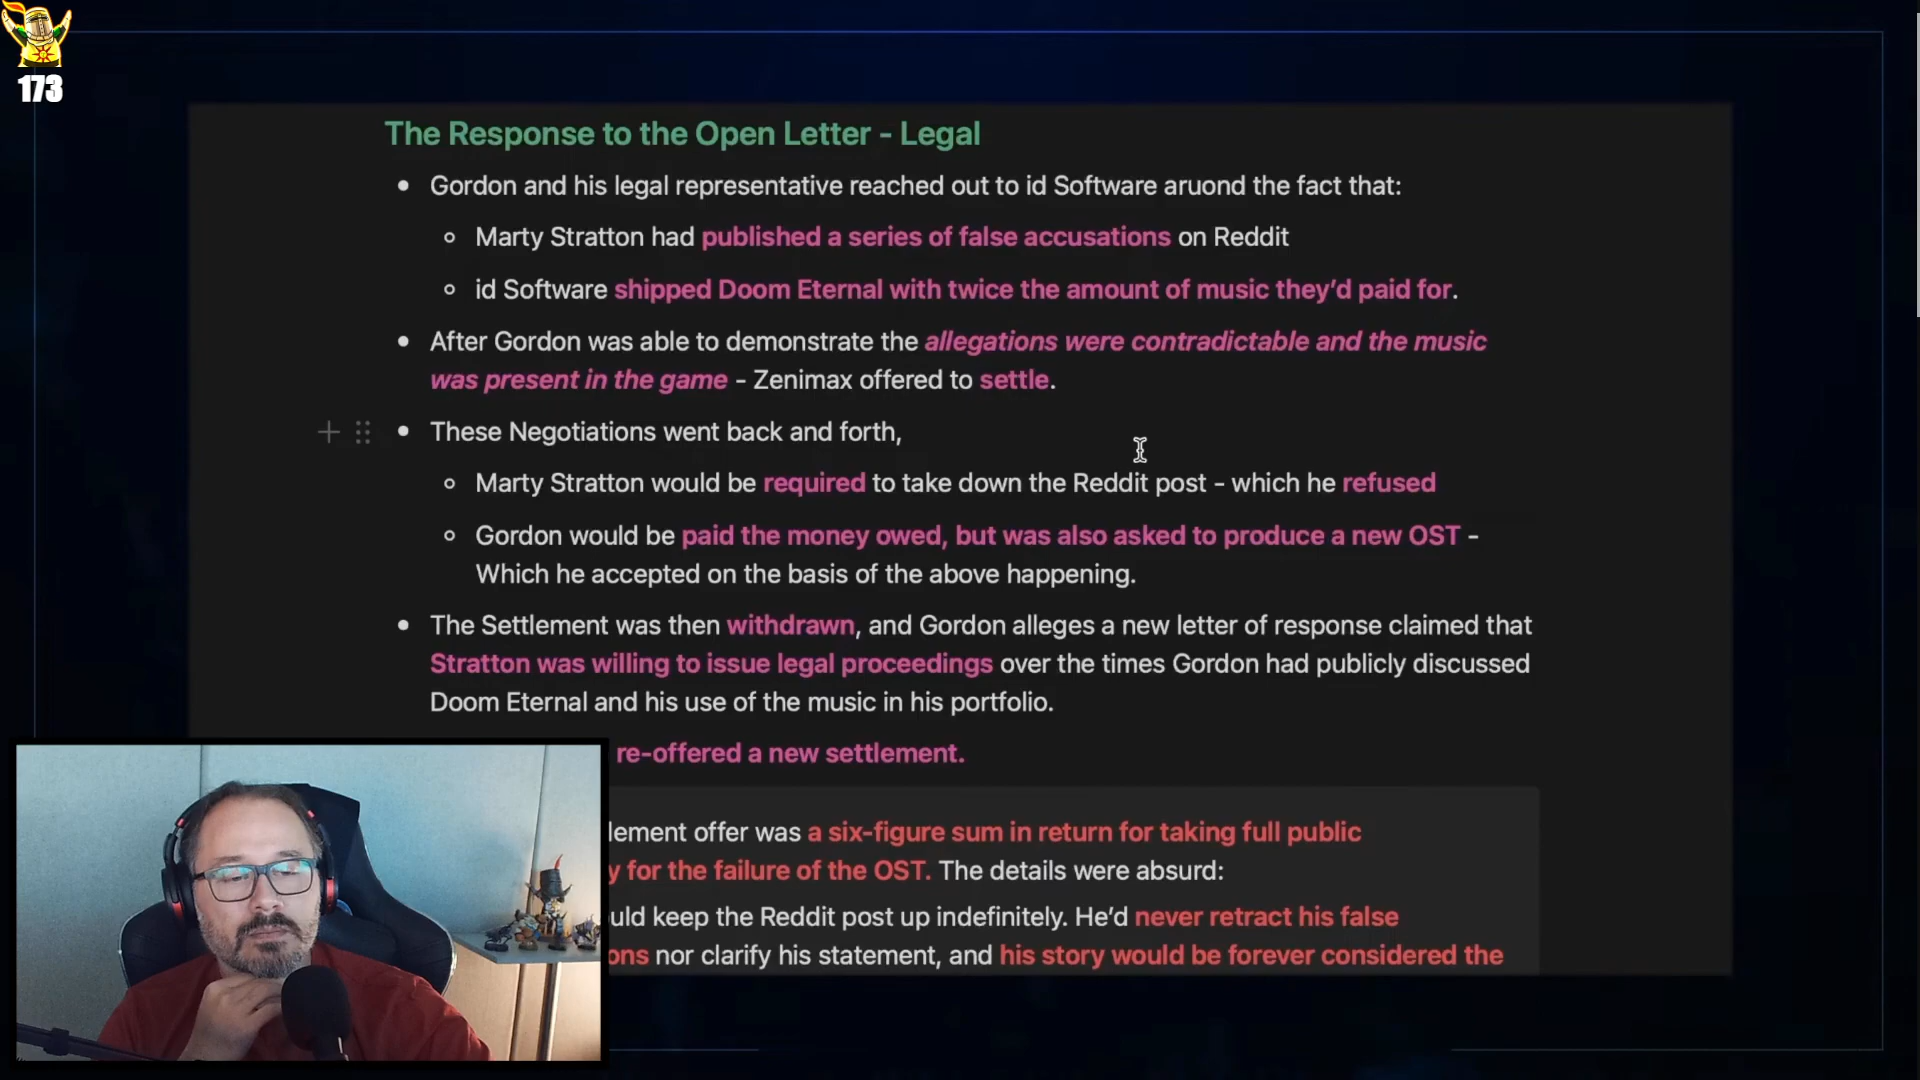 173
The Response to the Open Letter - Legal
Gordon and his legal representative reached out to id Software aruond the fact that:
Marty Stratton had published a series of false accusations on Reddit
id Software shipped Doom Eternal with twice the amount of music they’d paid for.
After Gordon was able to demonstrate the allegations were contradictable and the music
was present in the game - Zenimax offered to settle.
These Negotiations went back and forth,
Marty Stratton would be required to take down the Reddit post - which he refused
Gordon would be paid the money owed, but was also asked to produce a new OST -
Which he accepted on the basis of the above happening.
The Settlement was then withdrawn, and Gordon alleges a new letter of response claimed that
Stratton was willing to issue legal proceedings over the times Gordon had publicly discussed
Doom Eternal and his use of the music in his portfolio.
re-offered a new settlement.
lement offer was a six-figure sum in return for taking full public
y for the failure of the OST. The details were absurd:
uld keep the Reddit post up indefinitely. He’d never retract his false
ons nor clarify his statement, and his story would be forever considered the